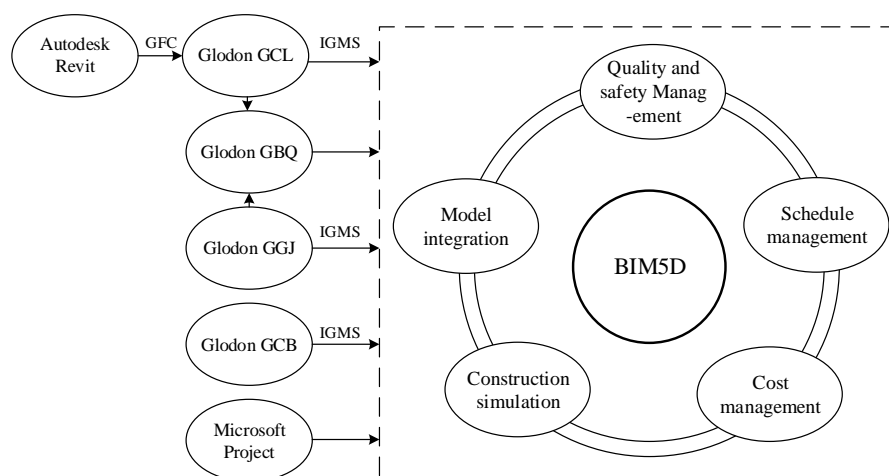 Autodesk
Revit
GFC
Glodon GCL
IGMS
Glodon GBQ
Glodon GGJ
IGMS
Glodon GCB
IGMS
Microsoft
Project
Quality and
safety Manag
-ement
Model
integration
Schedule
management
BIM5D
Construction
simulation
Cost
management